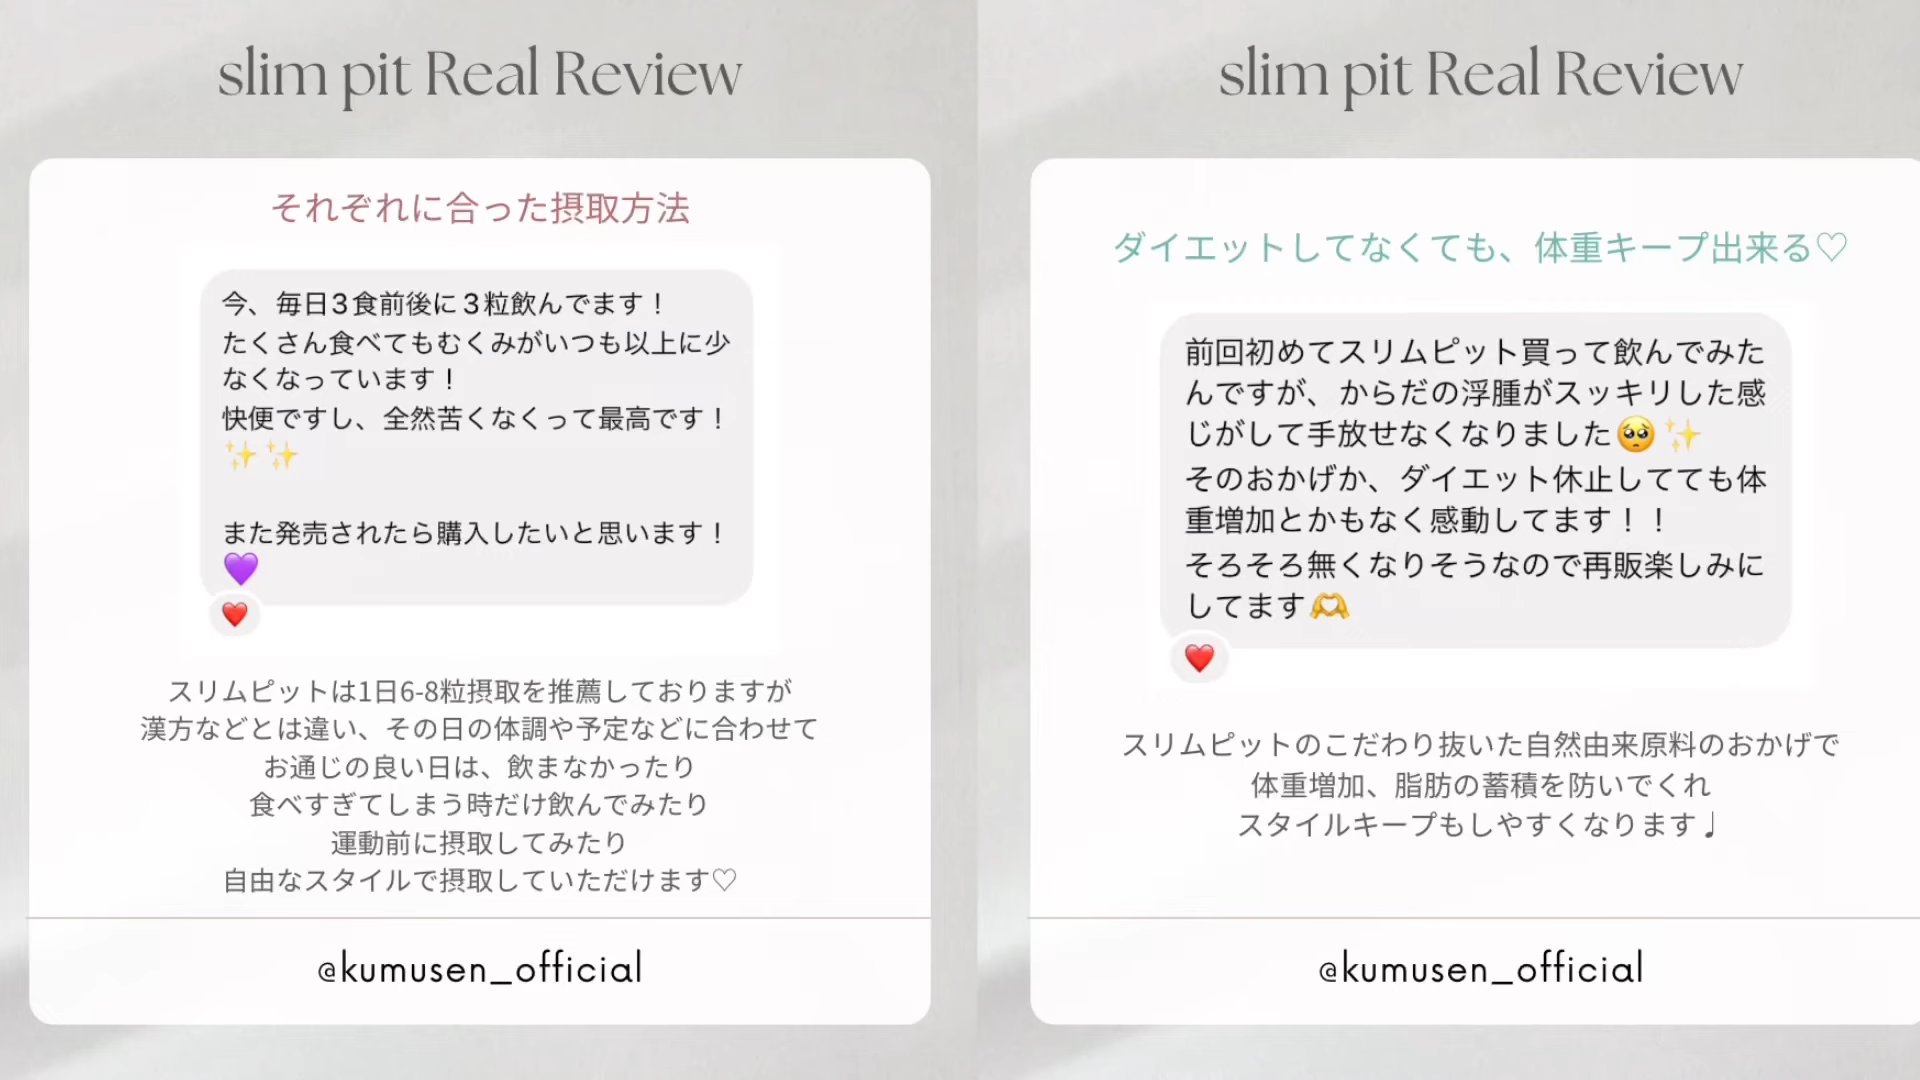 slim pit Real Review
それぞれに合った摂取方法
今、毎日3食前後に3粒飲んでます！
たくさん食べてもむくみがいつも以上に少
なくなっています！
快便ですし、全然苦くなくって最高です！
✨✨
また発売されたら購入したいと思います！
💜
❤️
スリムピットは1日6-8粒摂取を推薦しておりますが
漢方などとは違い、その日の体調や予定などに合わせて
お通じの良い日は、飲まなかったり
食べすぎてしまう時だけ飲んでみたり
運動前に摂取してみたり
自由なスタイルで摂取していただけます♡
@kumusen_official
slim pit Real Review
ダイエットしてなくても、体重キープ出来る♡
前回初めてスリムピット買って飲んでみた
んですが、からだの浮腫がスッキリした感
じがして手放せなくなりました🥺✨
そのおかげか、ダイエット休止してても体
重増加とかもなく感動してます！！
そろそろ無くなりそうなので再販楽しみに
してます🫶
❤️
スリムピットのこだわり抜いた自然由来原料のおかげで
体重増加、脂肪の蓄積を防いでくれ
スタイルキープもしやすくなります♩
@kumusen_official